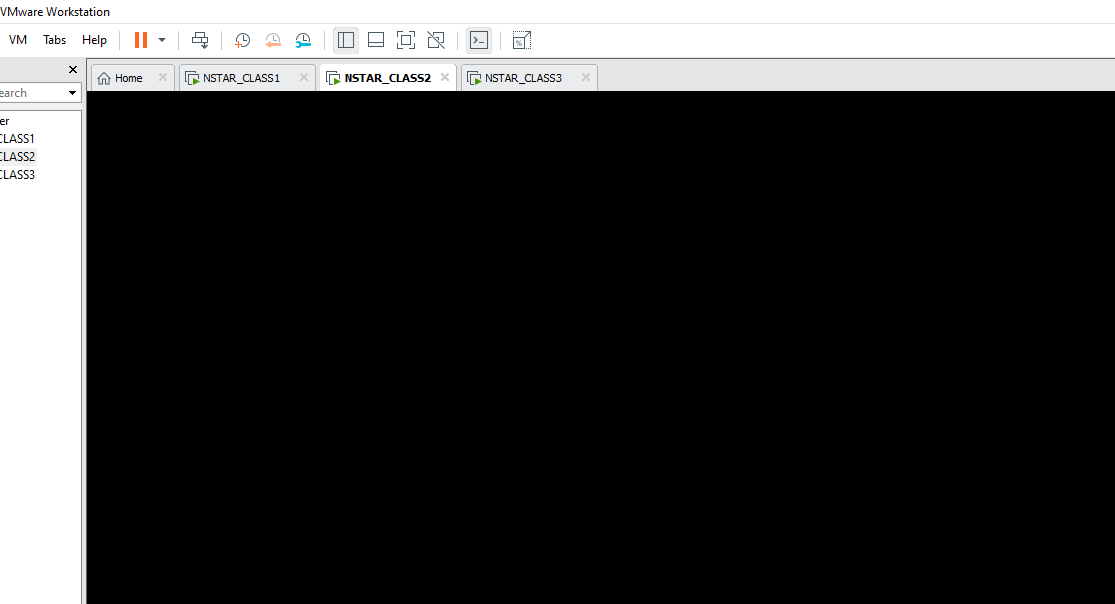 VMware Workstation
VM Tabs Help
Home NSTAR_CLASS1 NSTAR_CLASS2 NSTAR_CLASS3
earch
er
CLASS1
CLASS2
CLASS3